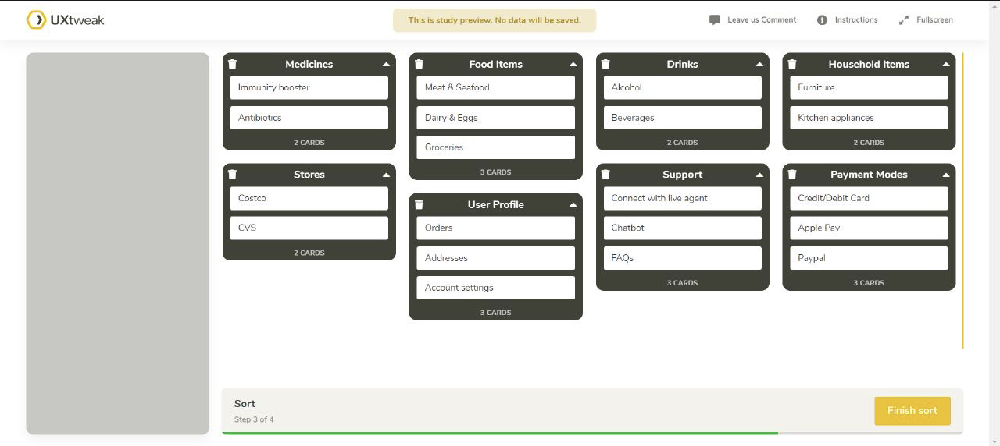 UXtweak
This is study preview. No data will be saved.
Leave us Comment
Instructions
Fullscreen
Medicines
Immunity booster
Antibiotics
2 CARDS
Food Items
Meat & Seafood
Dairy & Eggs
Groceries
3 CARDS
Drinks
Alcohol
Beverages
2 CARDS
Household Items
Furniture
Kitchen appliances
2 CARDS
Stores
Costco
CVS
2 CARDS
User Profile
Orders
Addresses
Account settings
3 CARDS
Support
Connect with live agent
Chatbot
FAQs
3 CARDS
Payment Modes
Credit/Debit Card
Apple Pay
Paypal
3 CARDS
Sort
Step 3 of 4
Finish sort